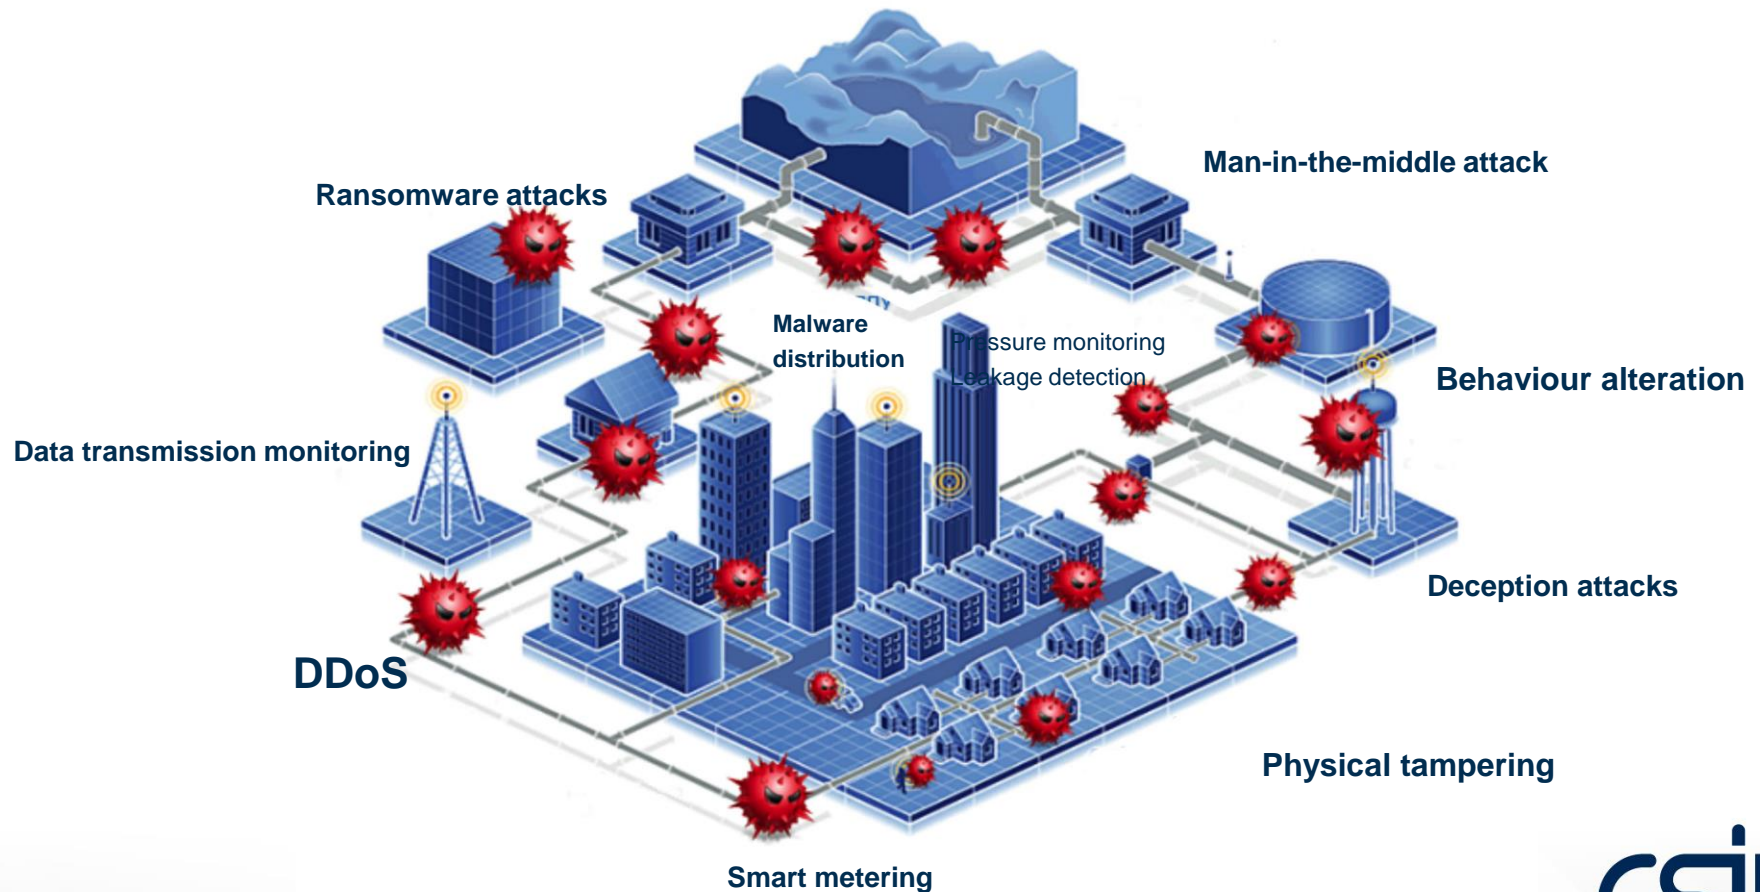 Man-in-the-middle attack
Ransomware attacks
Malware
distribution
Pressure monitoring
Leakage detection
Behaviour alteration
Data transmission monitoring
Deception attacks
DDoS
Physical tampering
Smart metering